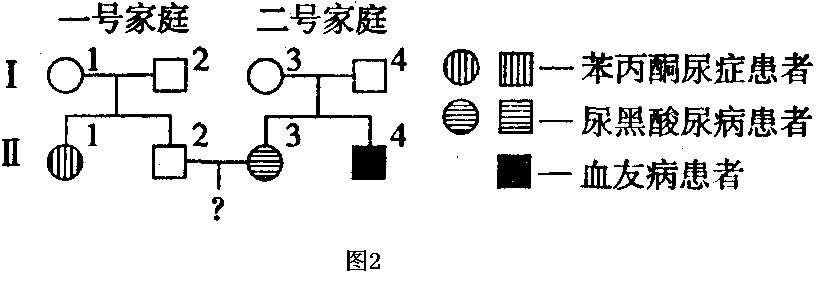 一号家庭 二号家庭
Ⅰ 1 2 3 4
Ⅱ 1 2 3 4
?
—苯丙酮尿症患者
—尿黑酸尿病患者
—血友病患者
图2